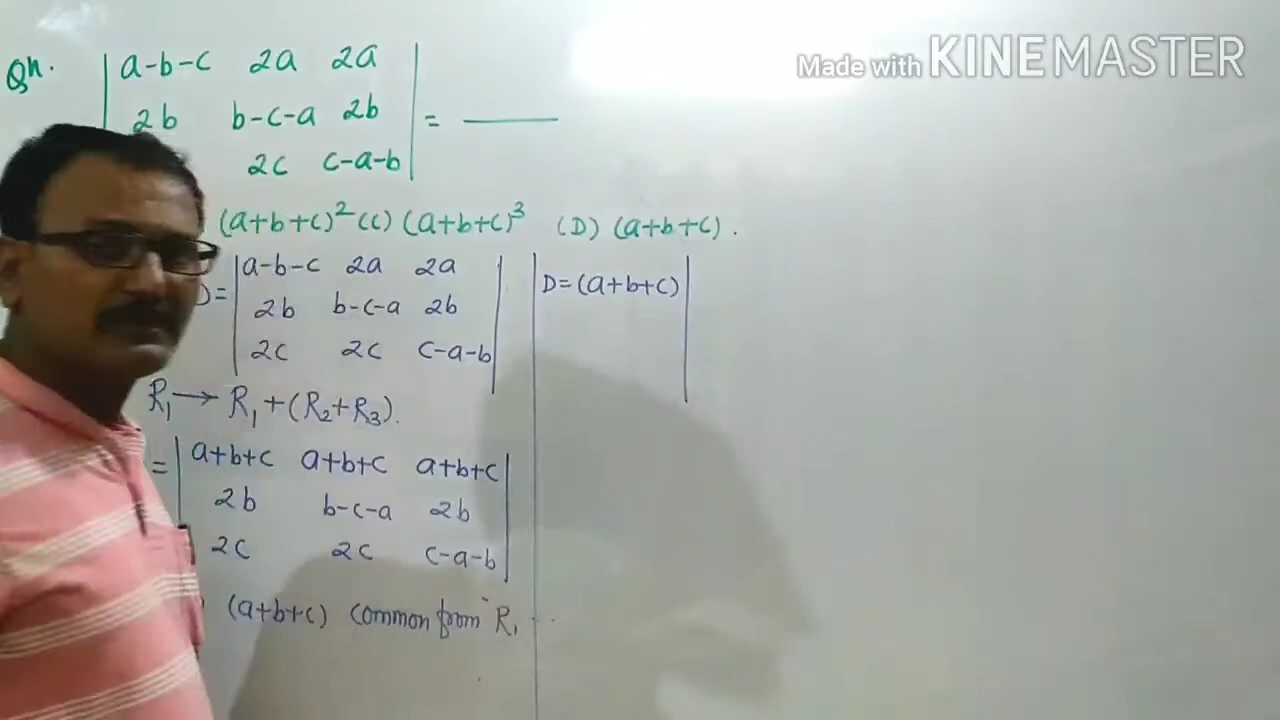 Made with KINEMASTER
Qn. | a-b-c 2a 2a |
2b b-c-a 2b | = ______
2c c-a-b
(a+b+c)² (C) (a+b+c)³ (D) (a+b+c).
a-b-c 2a 2a
D= 2b b-c-a 2b
2c 2c c-a-b
R₁ → R₁+(R₂+R₃).
= a+b+c a+b+c a+b+c
2b b-c-a 2b
2c 2c c-a-b
(a+b+c) common from R₁
D=(a+b+c)